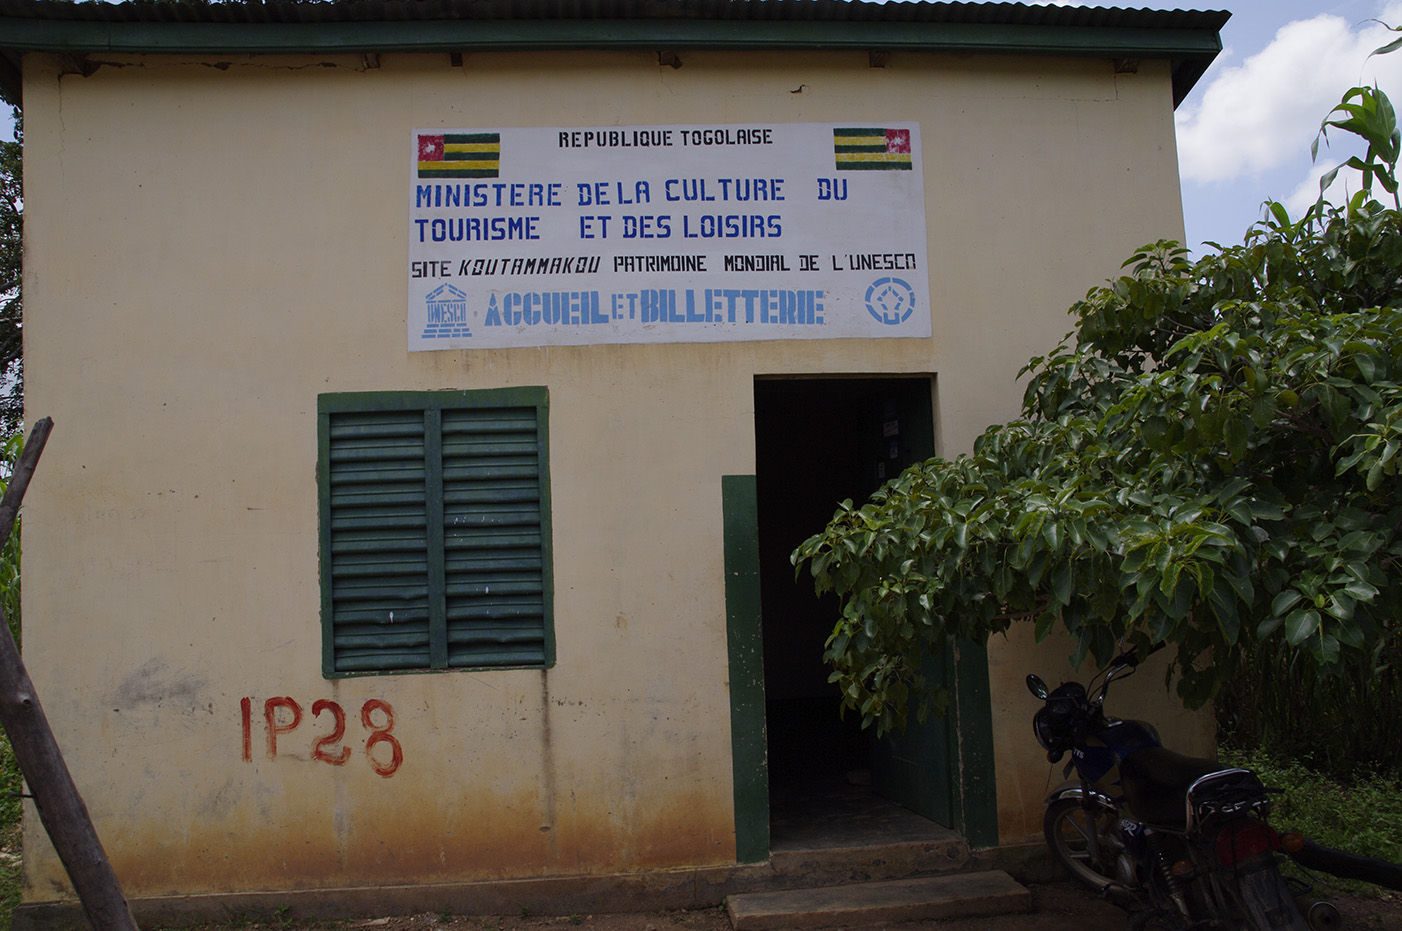 REPUBLIQUE TOGOLAISE
MINISTERE DE LA CULTURE DU
TOURISME ET DES LOISIRS
SITE KOUTAMMAKOU PATRIMOINE MONDIAL DE L'UNESCO
UNESCO ACCUEIL ET BILLETTERIE
IP28